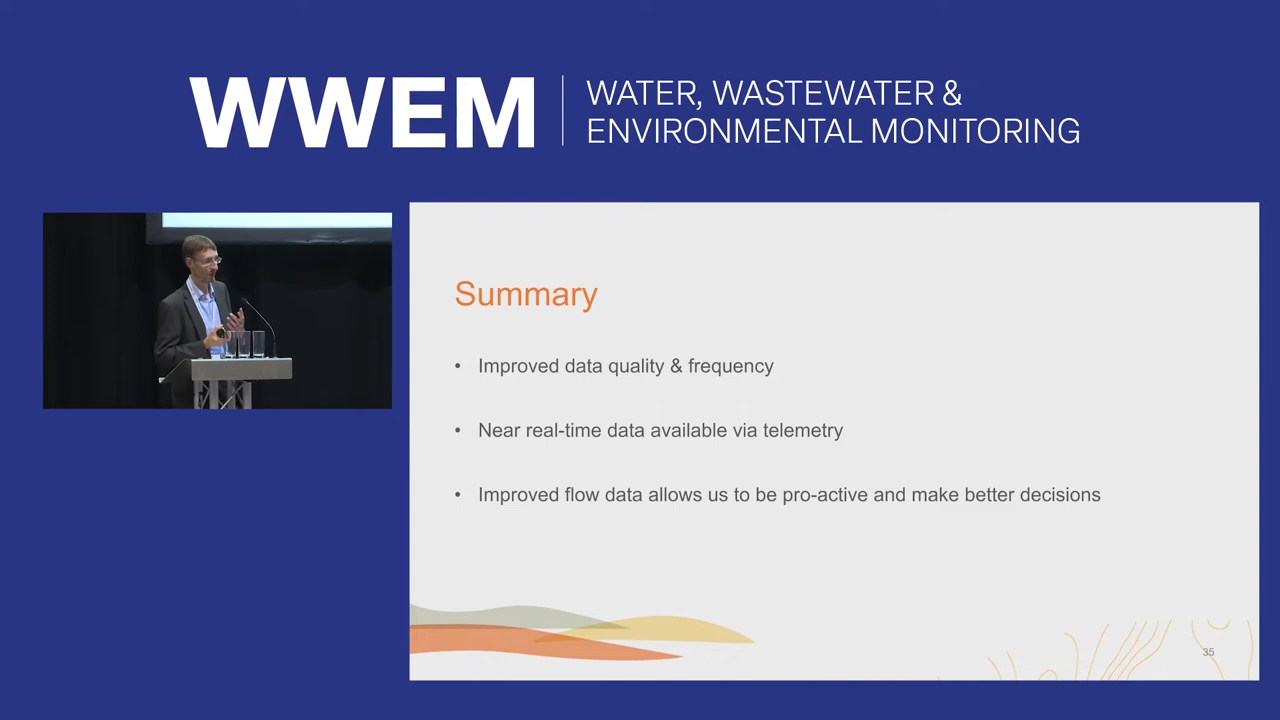 WWEM
WATER, WASTEWATER &
ENVIRONMENTAL MONITORING
Summary
• Improved data quality & frequency
• Near real-time data available via telemetry
• Improved flow data allows us to be pro-active and make better decisions
35